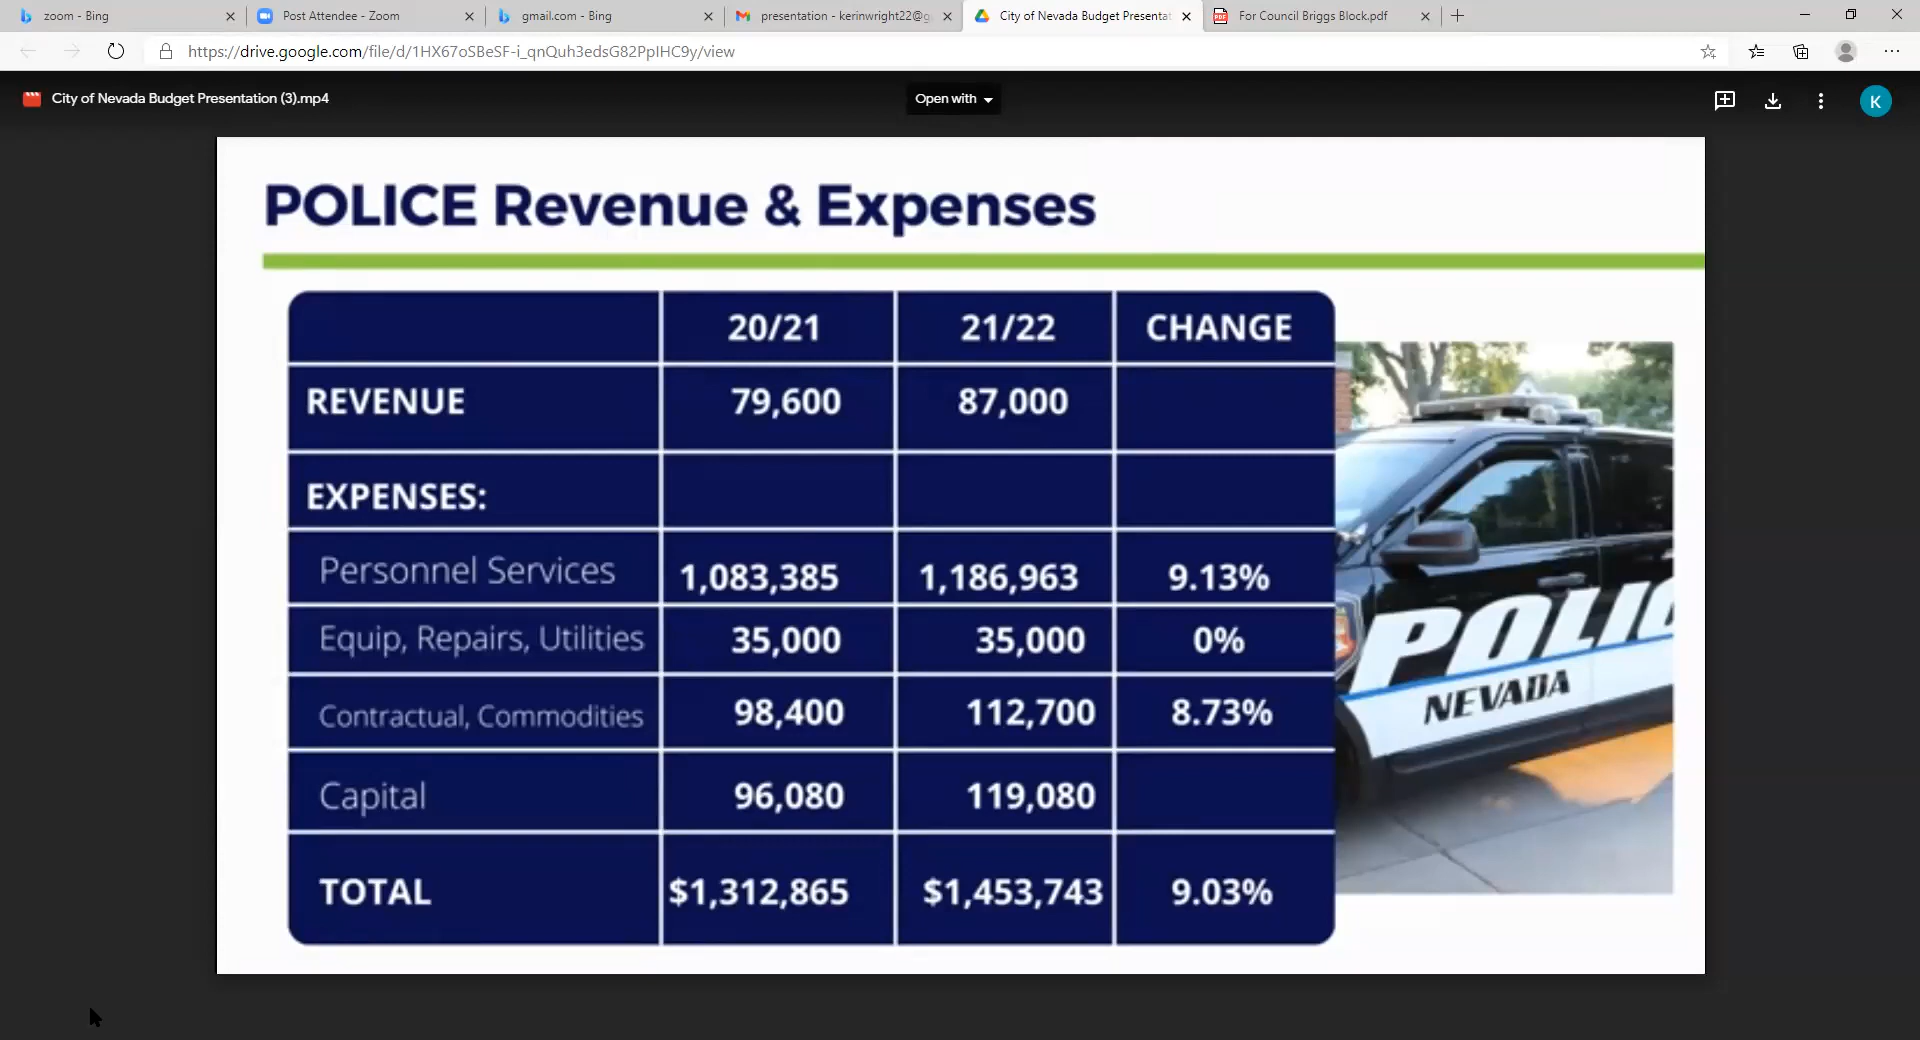 zoom - Bing
Post Attendee - Zoom
gmail.com - Bing
presentation - kerinwright22@g
City of Nevada Budget Presentat
For Council Briggs Block.pdf
https://drive.google.com/file/d/1HX67oSBeSF-i_qnQuh3edsG82PpIHC9y/view
City of Nevada Budget Presentation (3).mp4
Open with
K
POLICE Revenue & Expenses
20/21 21/22 CHANGE
REVENUE 79,600 87,000
EXPENSES:
Personnel Services 1,083,385 1,186,963 9.13%
Equip, Repairs, Utilities 35,000 35,000 0%
Contractual, Commodities 98,400 112,700 8.73%
Capital 96,080 119,080
TOTAL $1,312,865 $1,453,743 9.03%
POLIC
NEVADA